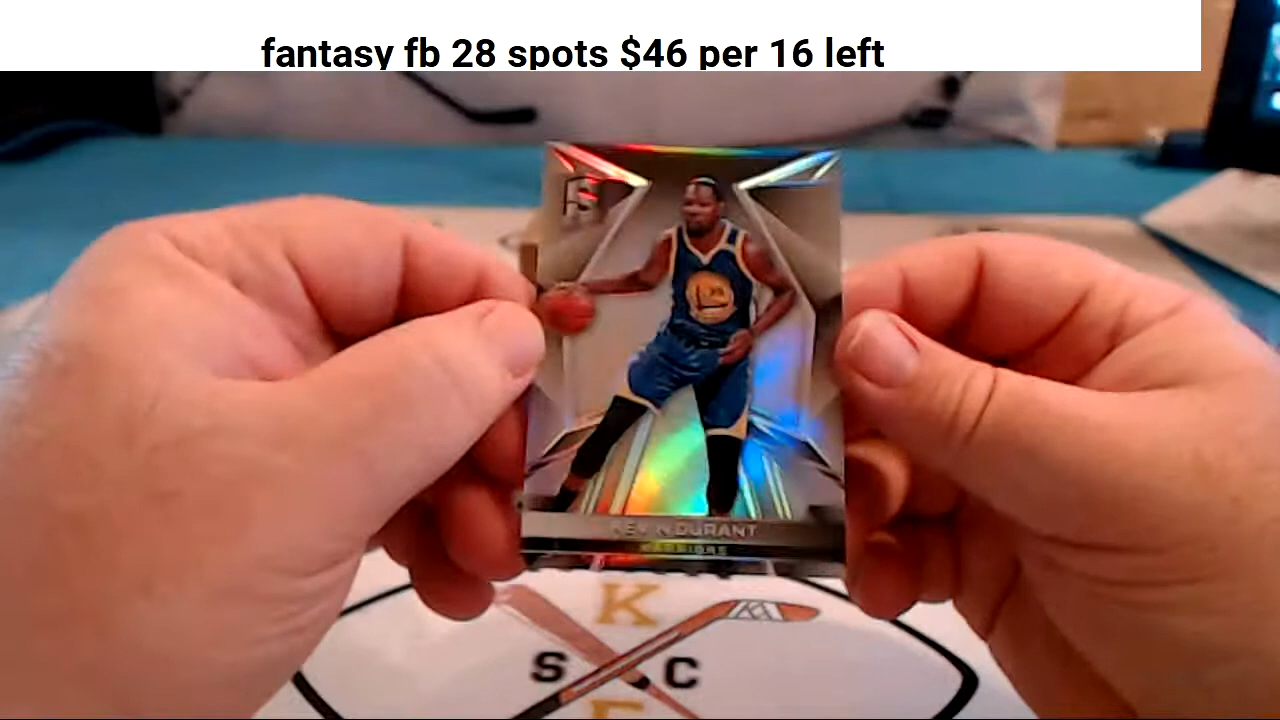 fantasy fb 28 spots $46 per 16 left
KEVIN DURANT
WARRIORS
K
S C